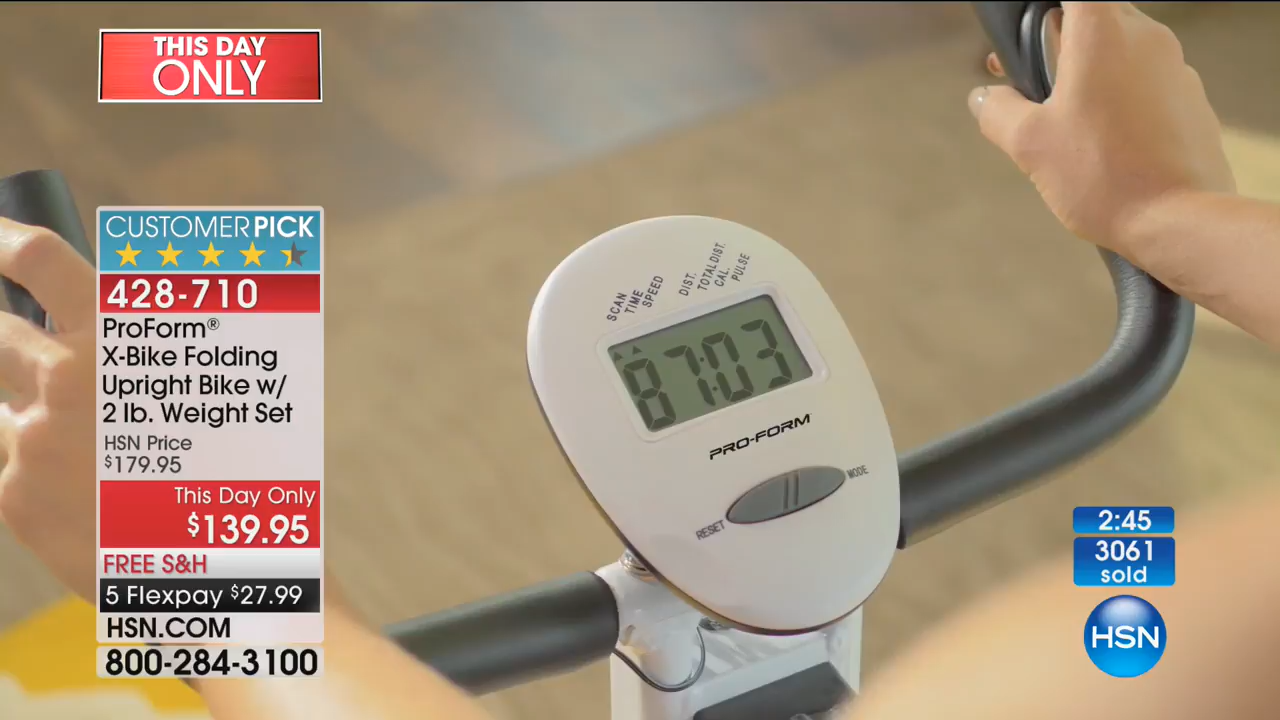 THIS DAY
ONLY
CUSTOMER PICK
428-710
ProForm®
X-Bike Folding
Upright Bike w/
2 lb. Weight Set
HSN Price
$179.95
This Day Only
$139.95
FREE S&H
5 Flexpay $27.99
HSN.COM
800-284-3100
SCAN
TIME
SPEED
DIST.
TOTAL DIST.
CAL.
PULSE
87:03
PRO-FORM
RESET
MODE
2:45
3061
sold
HSN